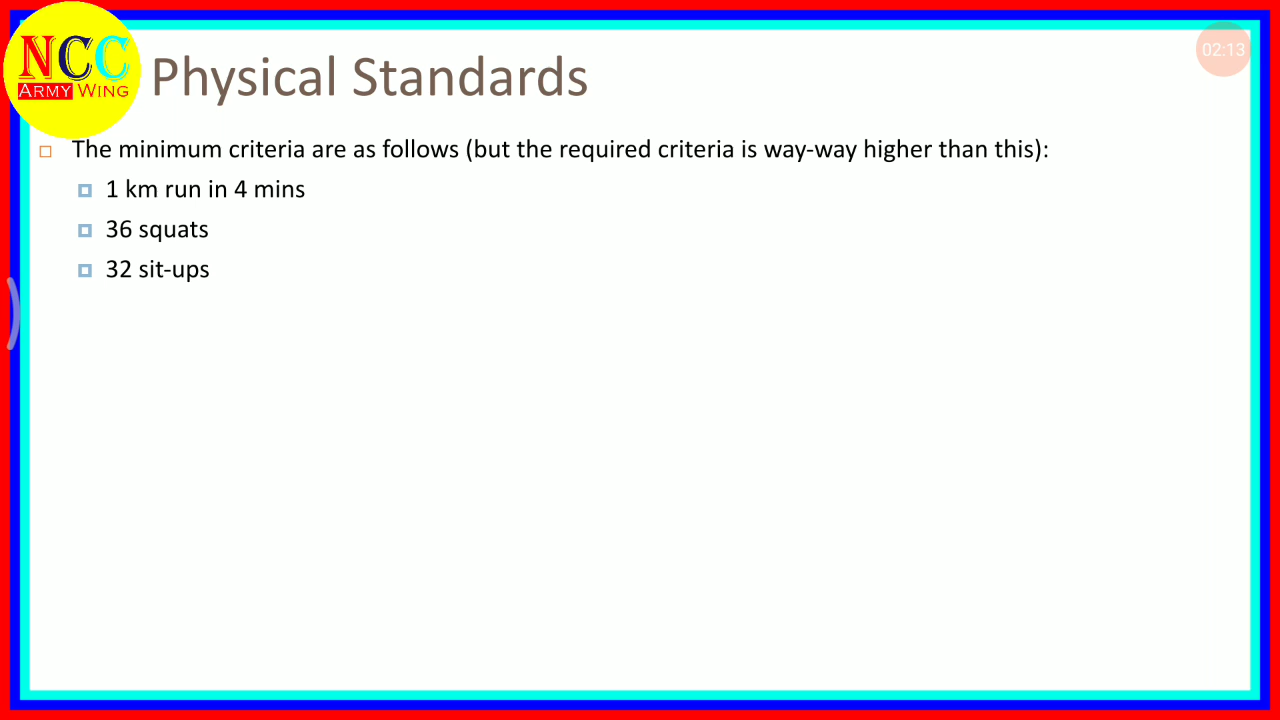 NCC
ARMY WING
02:13
Physical Standards
The minimum criteria are as follows (but the required criteria is way-way higher than this):
1 km run in 4 mins
36 squats
32 sit-ups